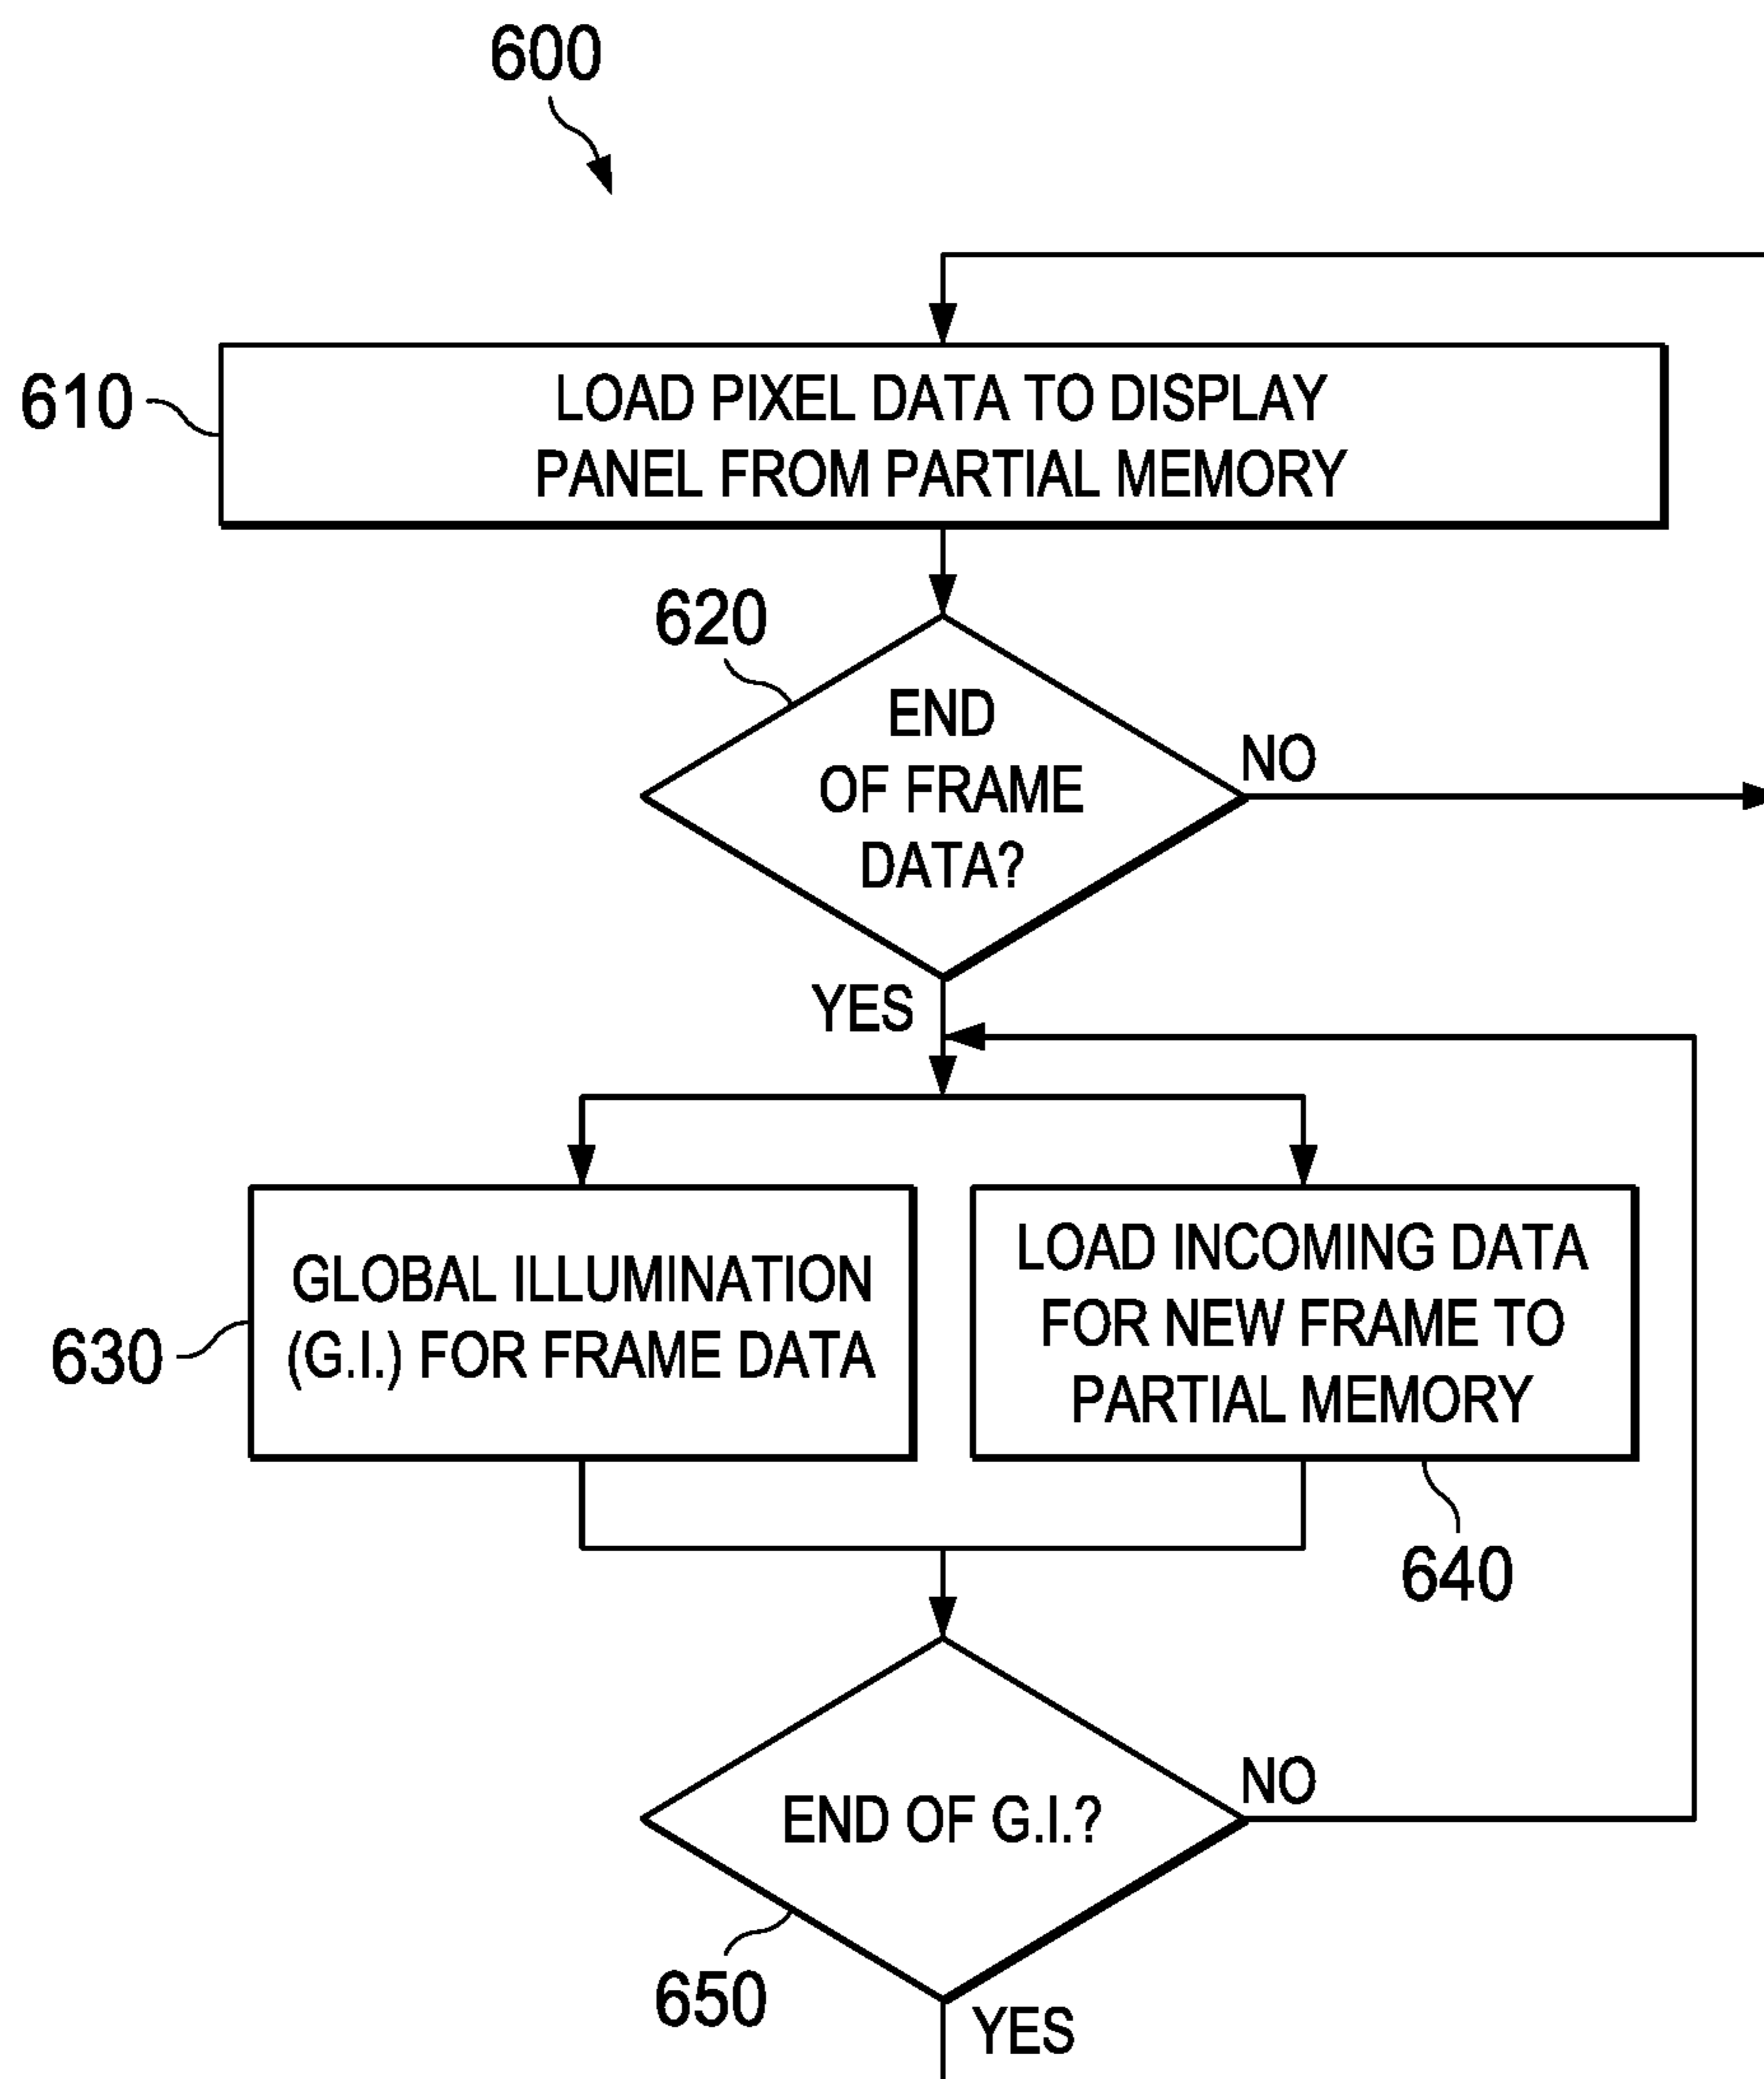 600
610
LOAD PIXEL DATA TO DISPLAY
PANEL FROM PARTIAL MEMORY
620
END
OF FRAME
DATA?
NO
YES
630
GLOBAL ILLUMINATION
(G.I.) FOR FRAME DATA
LOAD INCOMING DATA
FOR NEW FRAME TO
PARTIAL MEMORY
640
END OF G.I.?
NO
650
YES